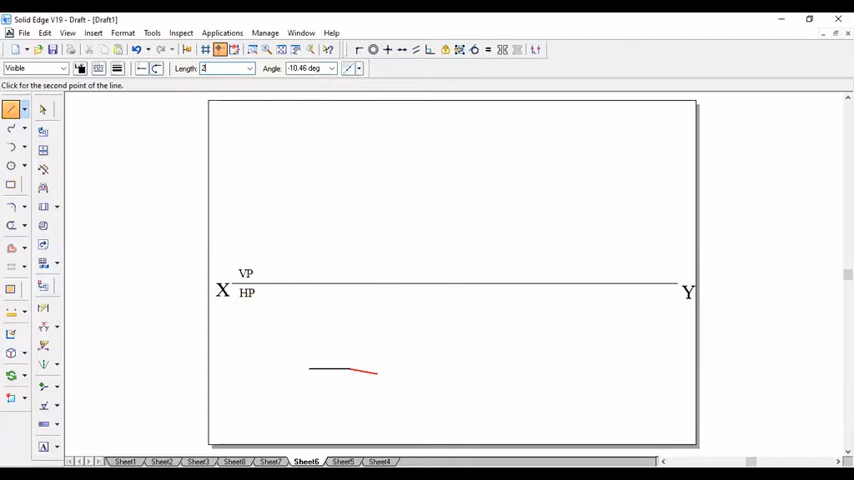 Solid Edge V19 - Draft - [Draft1]
File Edit View Insert Format Tools Inspect Applications Manage Window Help
Visible Length: 2 Angle: -10.46 deg
Click for the second point of the line.
VP
X HP Y
A
Sheet1 Sheet2 Sheet3 Sheet8 Sheet7 Sheet6 Sheet5 Sheet4